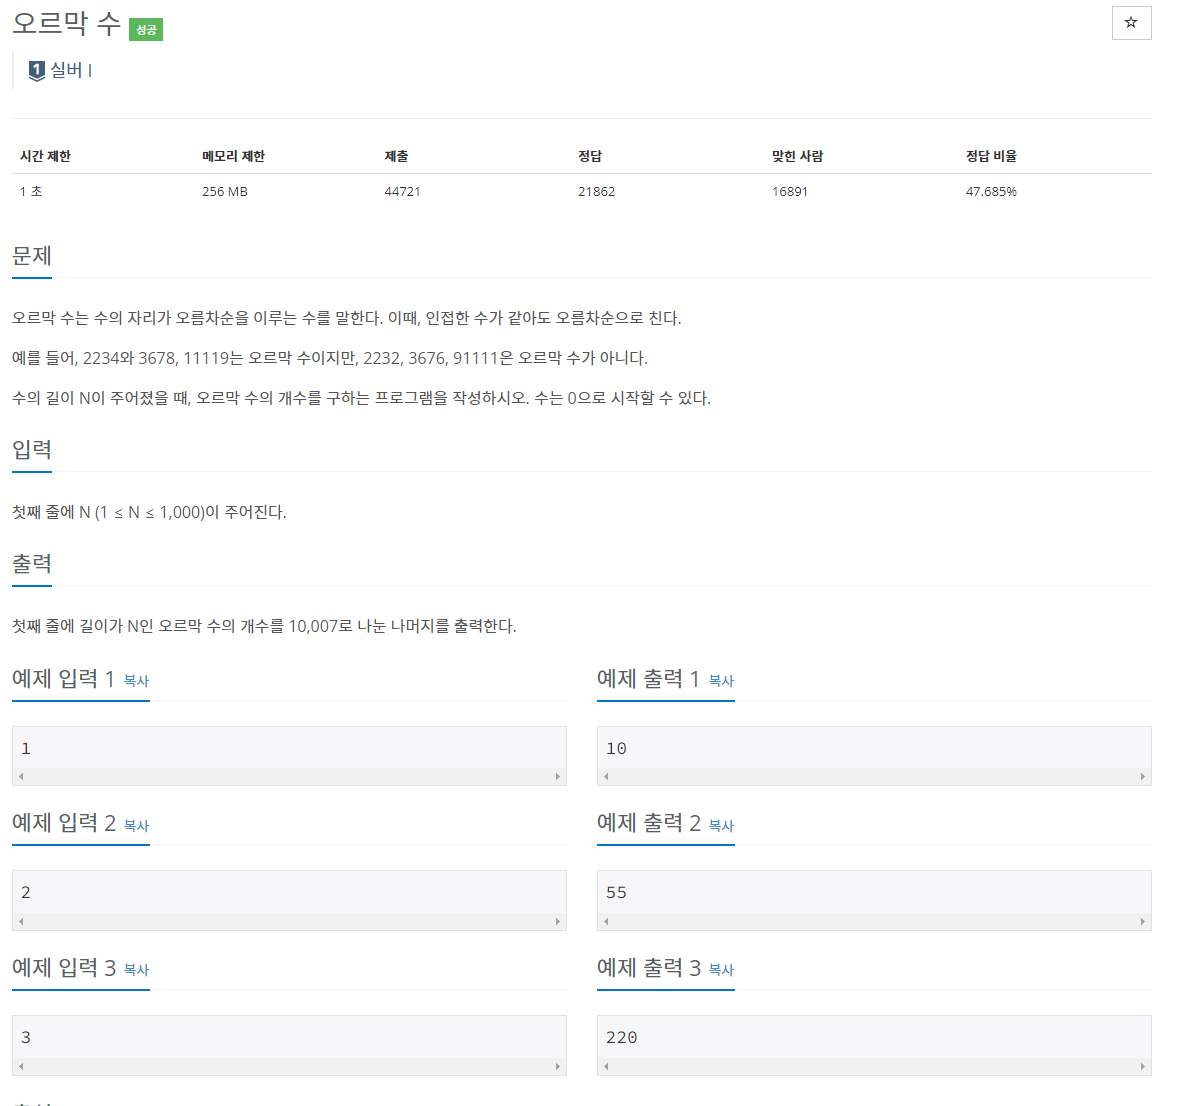 오르막 수 성공
☆
1 실버 I
시간 제한 메모리 제한 제출 정답 맞힌 사람 정답 비율
1 초 256 MB 44721 21862 16891 47.685%
문제
오르막 수는 수의 자리가 오름차순을 이루는 수를 말한다. 이때, 인접한 수가 같아도 오름차순으로 친다.
예를 들어, 2234와 3678, 11119는 오르막 수이지만, 2232, 3676, 91111은 오르막 수가 아니다.
수의 길이 N이 주어졌을 때, 오르막 수의 개수를 구하는 프로그램을 작성하시오. 수는 0으로 시작할 수 있다.
입력
첫째 줄에 N (1 ≤ N ≤ 1,000)이 주어진다.
출력
첫째 줄에 길이가 N인 오르막 수의 개수를 10,007로 나눈 나머지를 출력한다.
예제 입력 1 복사
1
예제 출력 1 복사
10
예제 입력 2 복사
2
예제 출력 2 복사
55
예제 입력 3 복사
3
예제 출력 3 복사
220